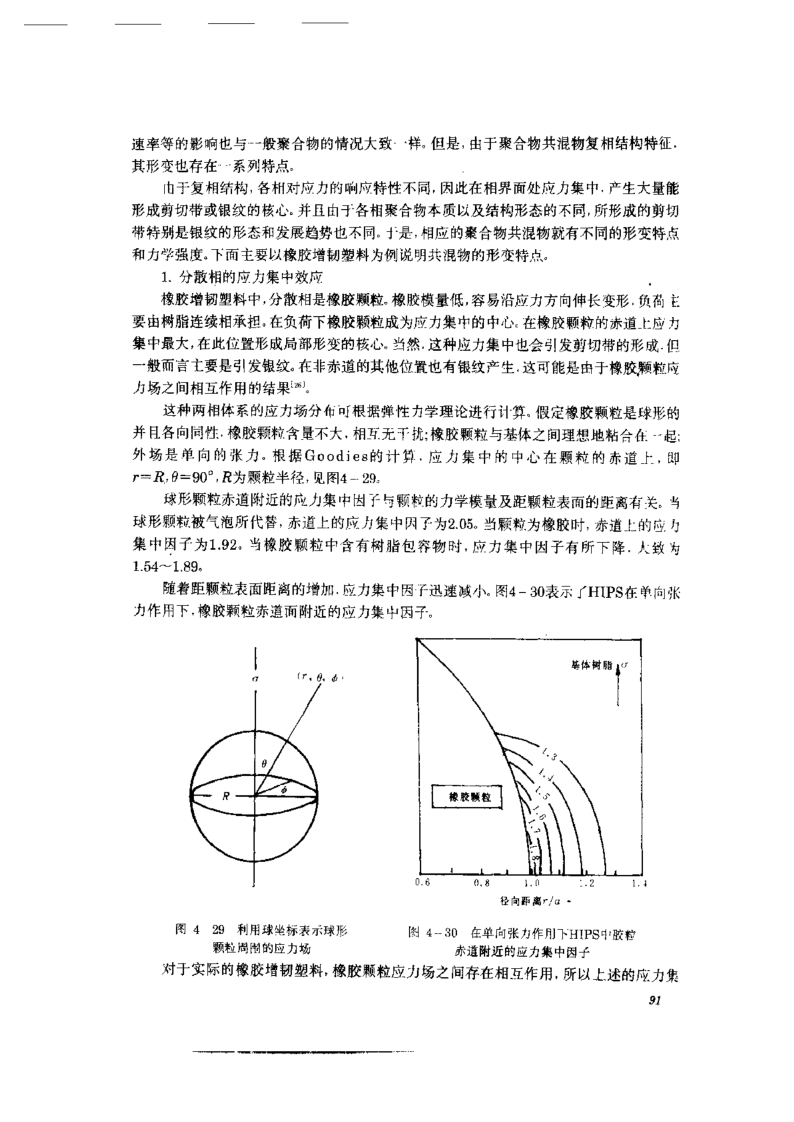 速率等的影响也与一般聚合物的情况大致一样。但是,由于聚合物共混物复相结构特征,
其形变也存在一系列特点。
由于复相结构,各相对应力的响应特性不同,因此在相界面处应力集中,产生大量能
形成剪切带或银纹的核心。并且由于各相聚合物本质以及结构形态的不同,所形成的剪切
带特别是银纹的形态和发展趋势也不同。于是,相应的聚合物共混物就有不同的形变特点
和力学强度。下面主要以橡胶增韧塑料为例说明共混物的形变特点。
1. 分散相的应力集中效应
橡胶增韧塑料中,分散相是橡胶颗粒。橡胶模量低,容易沿应力方向伸长变形,负荷主
要由树脂连续相承担。在负荷下橡胶颗粒成为应力集中的中心。在橡胶颗粒的赤道上应力
集中最大,在此位置形成局部形变的核心。当然,这种应力集中也会引发剪切带的形成,但
一般而言主要是引发银纹。在非赤道的其他位置也有银纹产生,这可能是由于橡胶颗粒应
力场之间相互作用的结果[26]。
这种两相体系的应力场分布可根据弹性力学理论进行计算。假定橡胶颗粒是球形的
并且各向同性,橡胶颗粒含量不大,相互无干扰;橡胶颗粒与基体之间理想地粘合在一起;
外场是单向的张力。根据Goodies的计算,应力集中的中心在颗粒的赤道上,即
r=R,θ=90°,R为颗粒半径,见图4-29。
球形颗粒赤道附近的应力集中因子与颗粒的力学模量及距颗粒表面的距离有关。当
球形颗粒被气泡所代替,赤道上的应力集中因子为2.05。当颗粒为橡胶时,赤道上的应力
集中因子为1.92。当橡胶颗粒中含有树脂包容物时,应力集中因子有所下降,大致为
1.54~1.89。
随着距颗粒表面距离的增加,应力集中因子迅速减小。图4-30表示了HIPS在单向张
力作用下,橡胶颗粒赤道面附近的应力集中因子。
σ
(r,θ,φ)
θ
R
φ
基体树脂 σ
橡胶颗粒
1.3
1.4
1.5
1.6
1.7
1.8
0.6 0.8 1.0 1.2 1.4
径向距离r/a
图 4 29 利用球坐标表示球形
颗粒周围的应力场
图 4-30 在单向张力作用下HIPS中胶粒
赤道附近的应力集中因子
对于实际的橡胶增韧塑料,橡胶颗粒应力场之间存在相互作用,所以上述的应力集
91